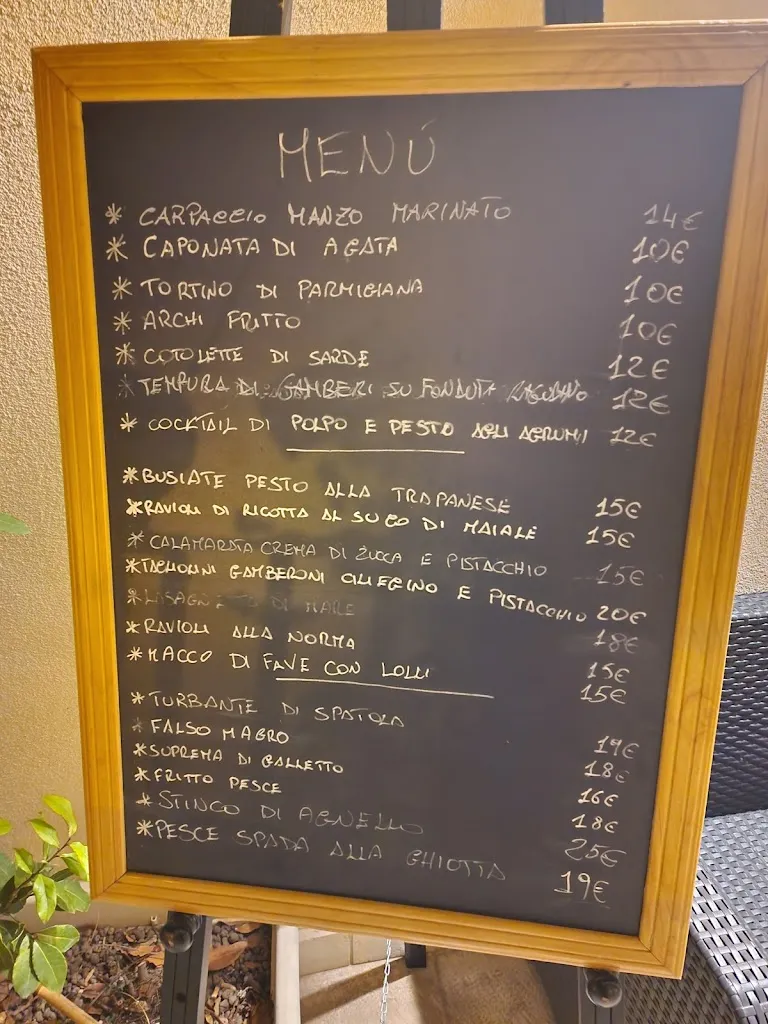 MENÚ
* CARPACCIO MANZO MARINATO 14€
* CAPONATA DI AGATA 10€
* TORTINO DI PARMIGIANA 10€
* ARCHI FRITTO 10€
* COTOLETTE DI SARDE 12€
* TEMPURA DI GAMBERI SU FONDUTA 12€
* COCKTAIL DI POLPO E PESTO AGLI AGRUMI 12€
* BUSIATE PESTO ALLA TRAPANESE 15€
* RAVIOLI DI RICOTTA AL SUGO DI MAIALE 15€
* CALAMARATA CREMA DI ZUCCA E PISTACCHIO 15€
* TAGLIOLINI GAMBERONI E PISTACCHIO 20€
* DI MARE 18€
* RAVIOLI ALLA NORMA 15€
* MACCO DI FAVE CON LOLLI 15€
* TURBANTE DI SPATOLA 19€
* FALSO MAGRO 18€
* SUPREMA DI GALLETTO 16€
* FRITTO PESCE 18€
* STINCO DI AGNELLO 25€
* PESCE SPADA ALLA GHIOTTA 19€